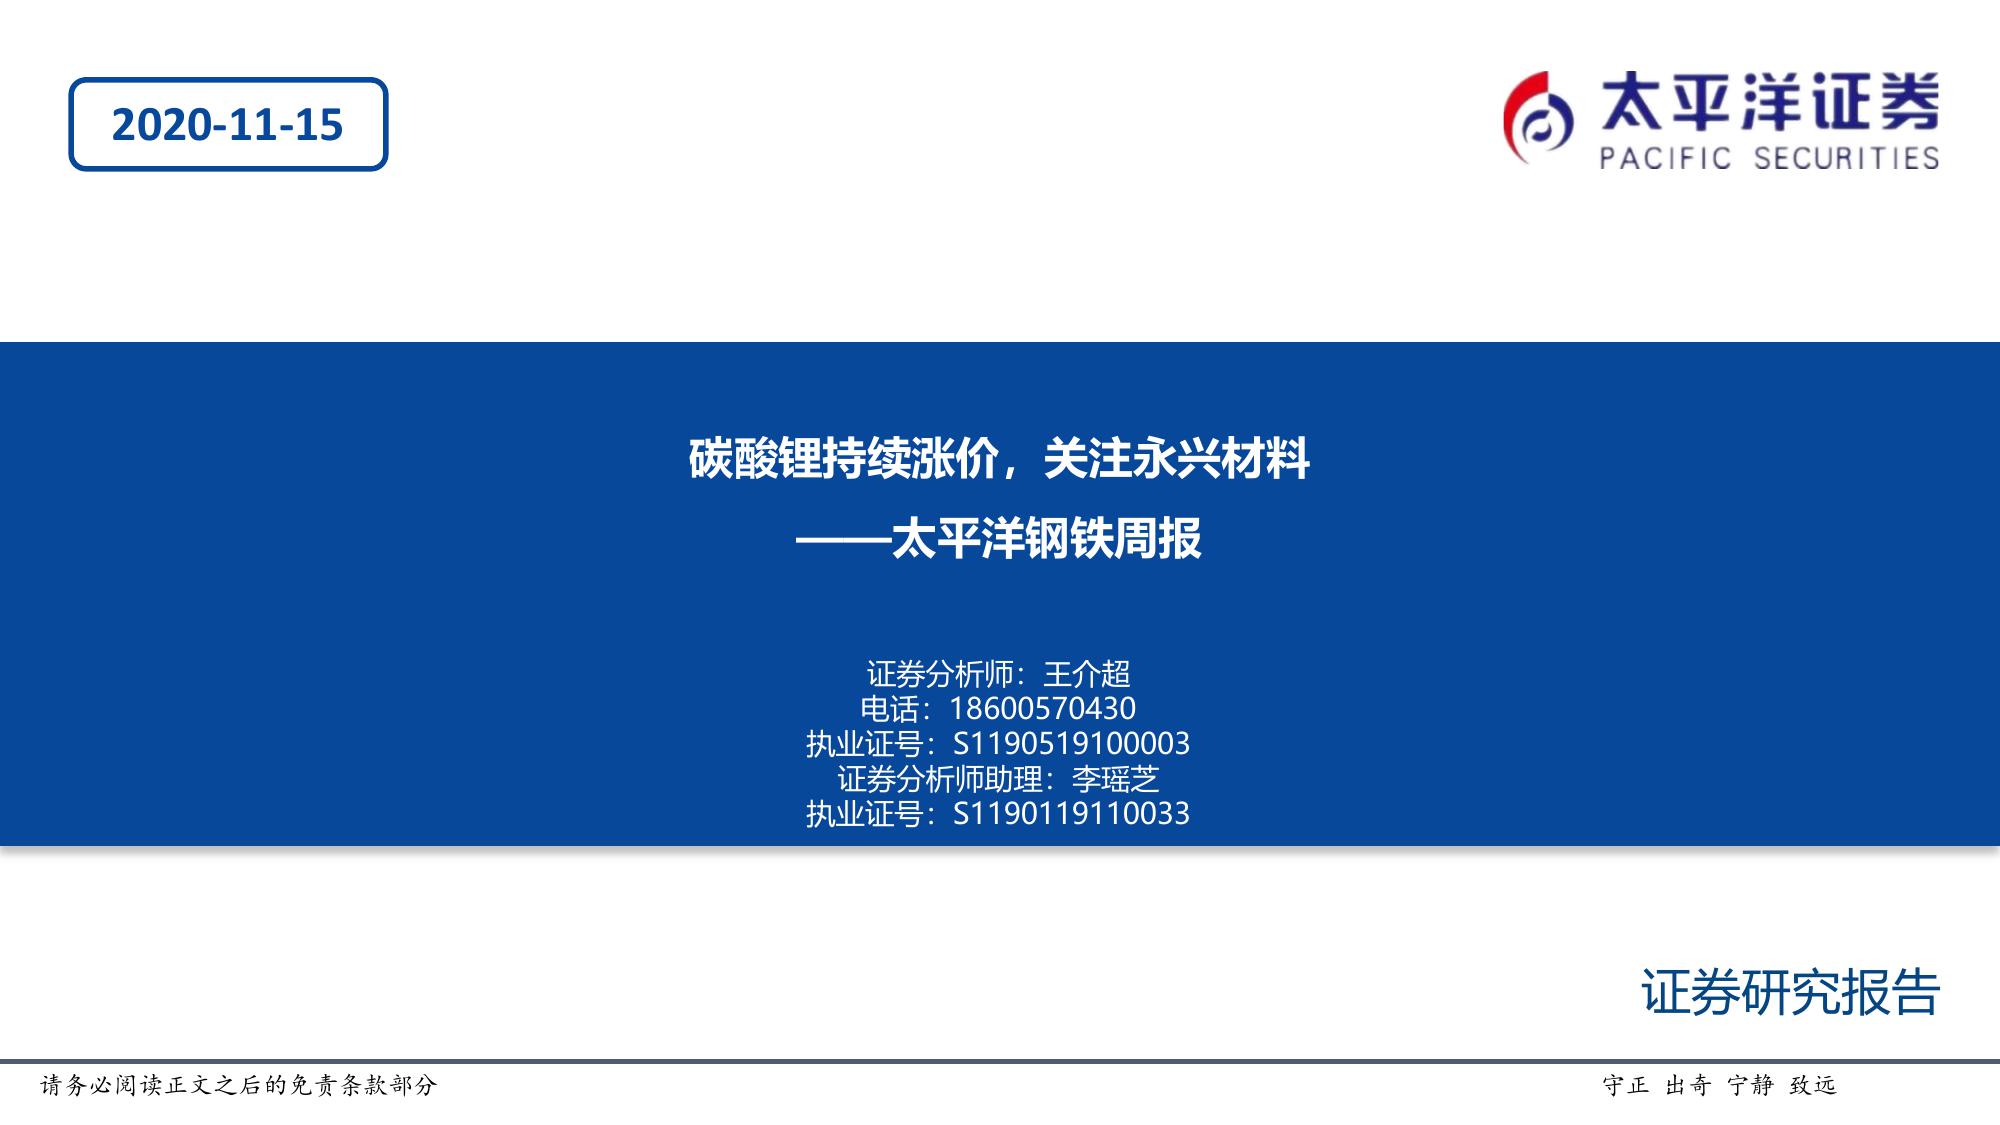 2020-11-15
太平洋证券
PACIFIC SECURITIES
碳酸锂持续涨价，关注永兴材料
——太平洋钢铁周报
证券分析师：王介超
电话：18600570430
执业证号：S1190519100003
证券分析师助理：李瑶芝
执业证号：S1190119110033
证券研究报告
请务必阅读正文之后的免责条款部分
守正 出奇 宁静 致远